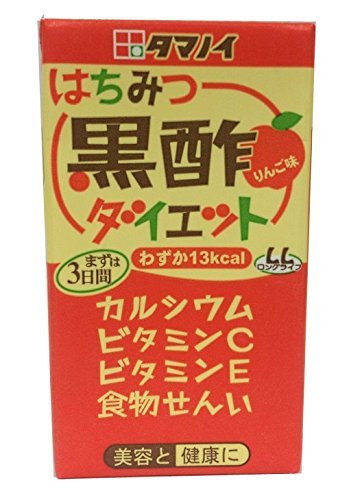 タマノイ
はちみつ
黒酢
りんご味
ダイエット
まずは
3日間
わずか13kcal
LL
ロングライフ
カルシウム
ビタミンC
ビタミンE
食物せんい
美容と健康に